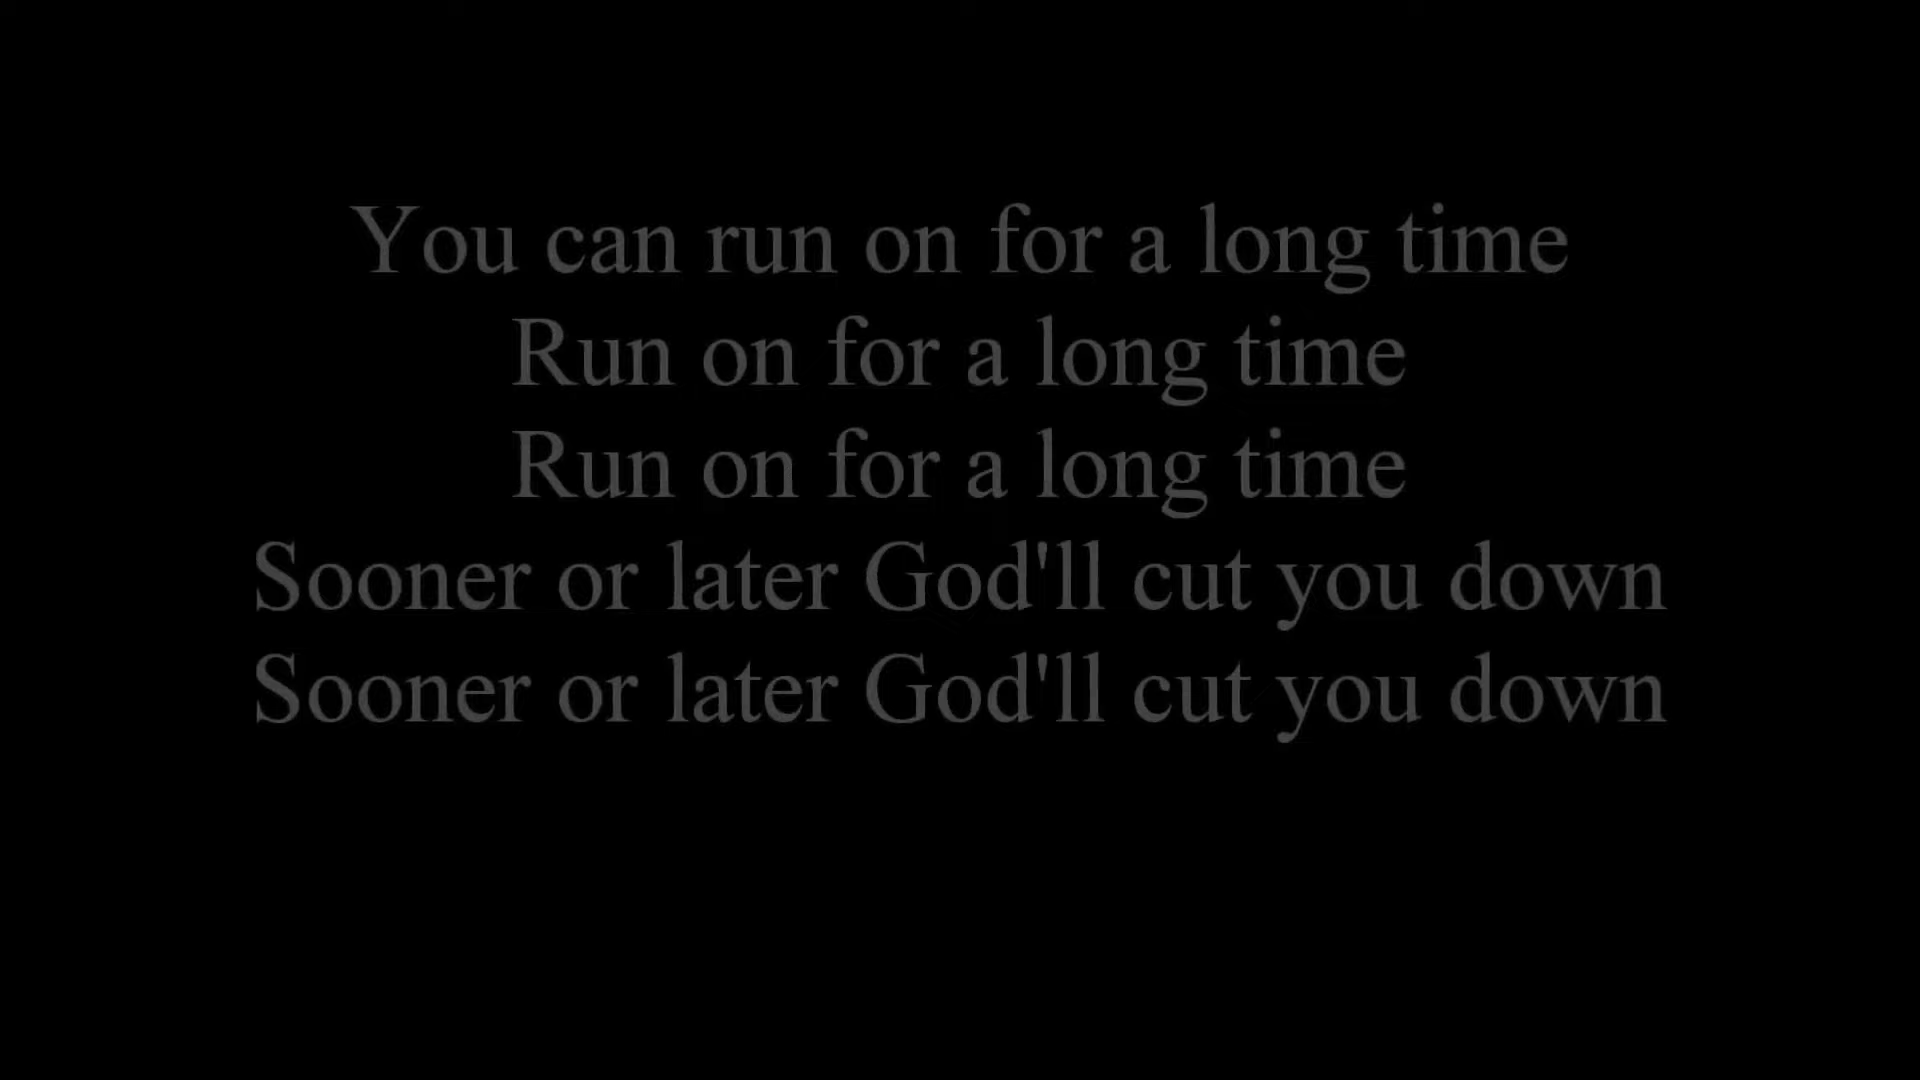 You can run on for a long time
Run on for a long time
Run on for a long time
Sooner or later God'll cut you down
Sooner or later God'll cut you down